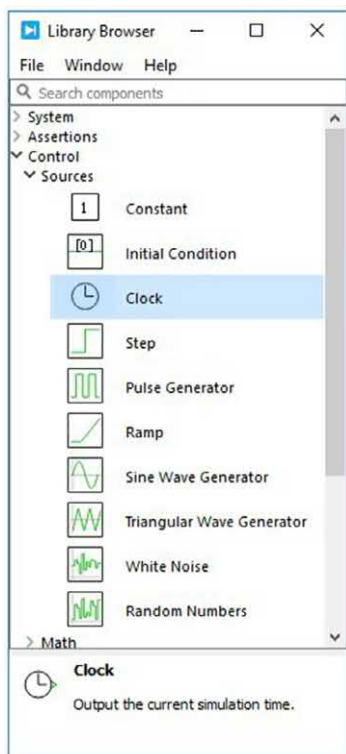 Library Browser
File Window Help
Search components
System
Assertions
Control
Sources
1 Constant
[0] Initial Condition
Clock
Step
Pulse Generator
Ramp
Sine Wave Generator
Triangular Wave Generator
White Noise
Random Numbers
Math
Clock
Output the current simulation time.